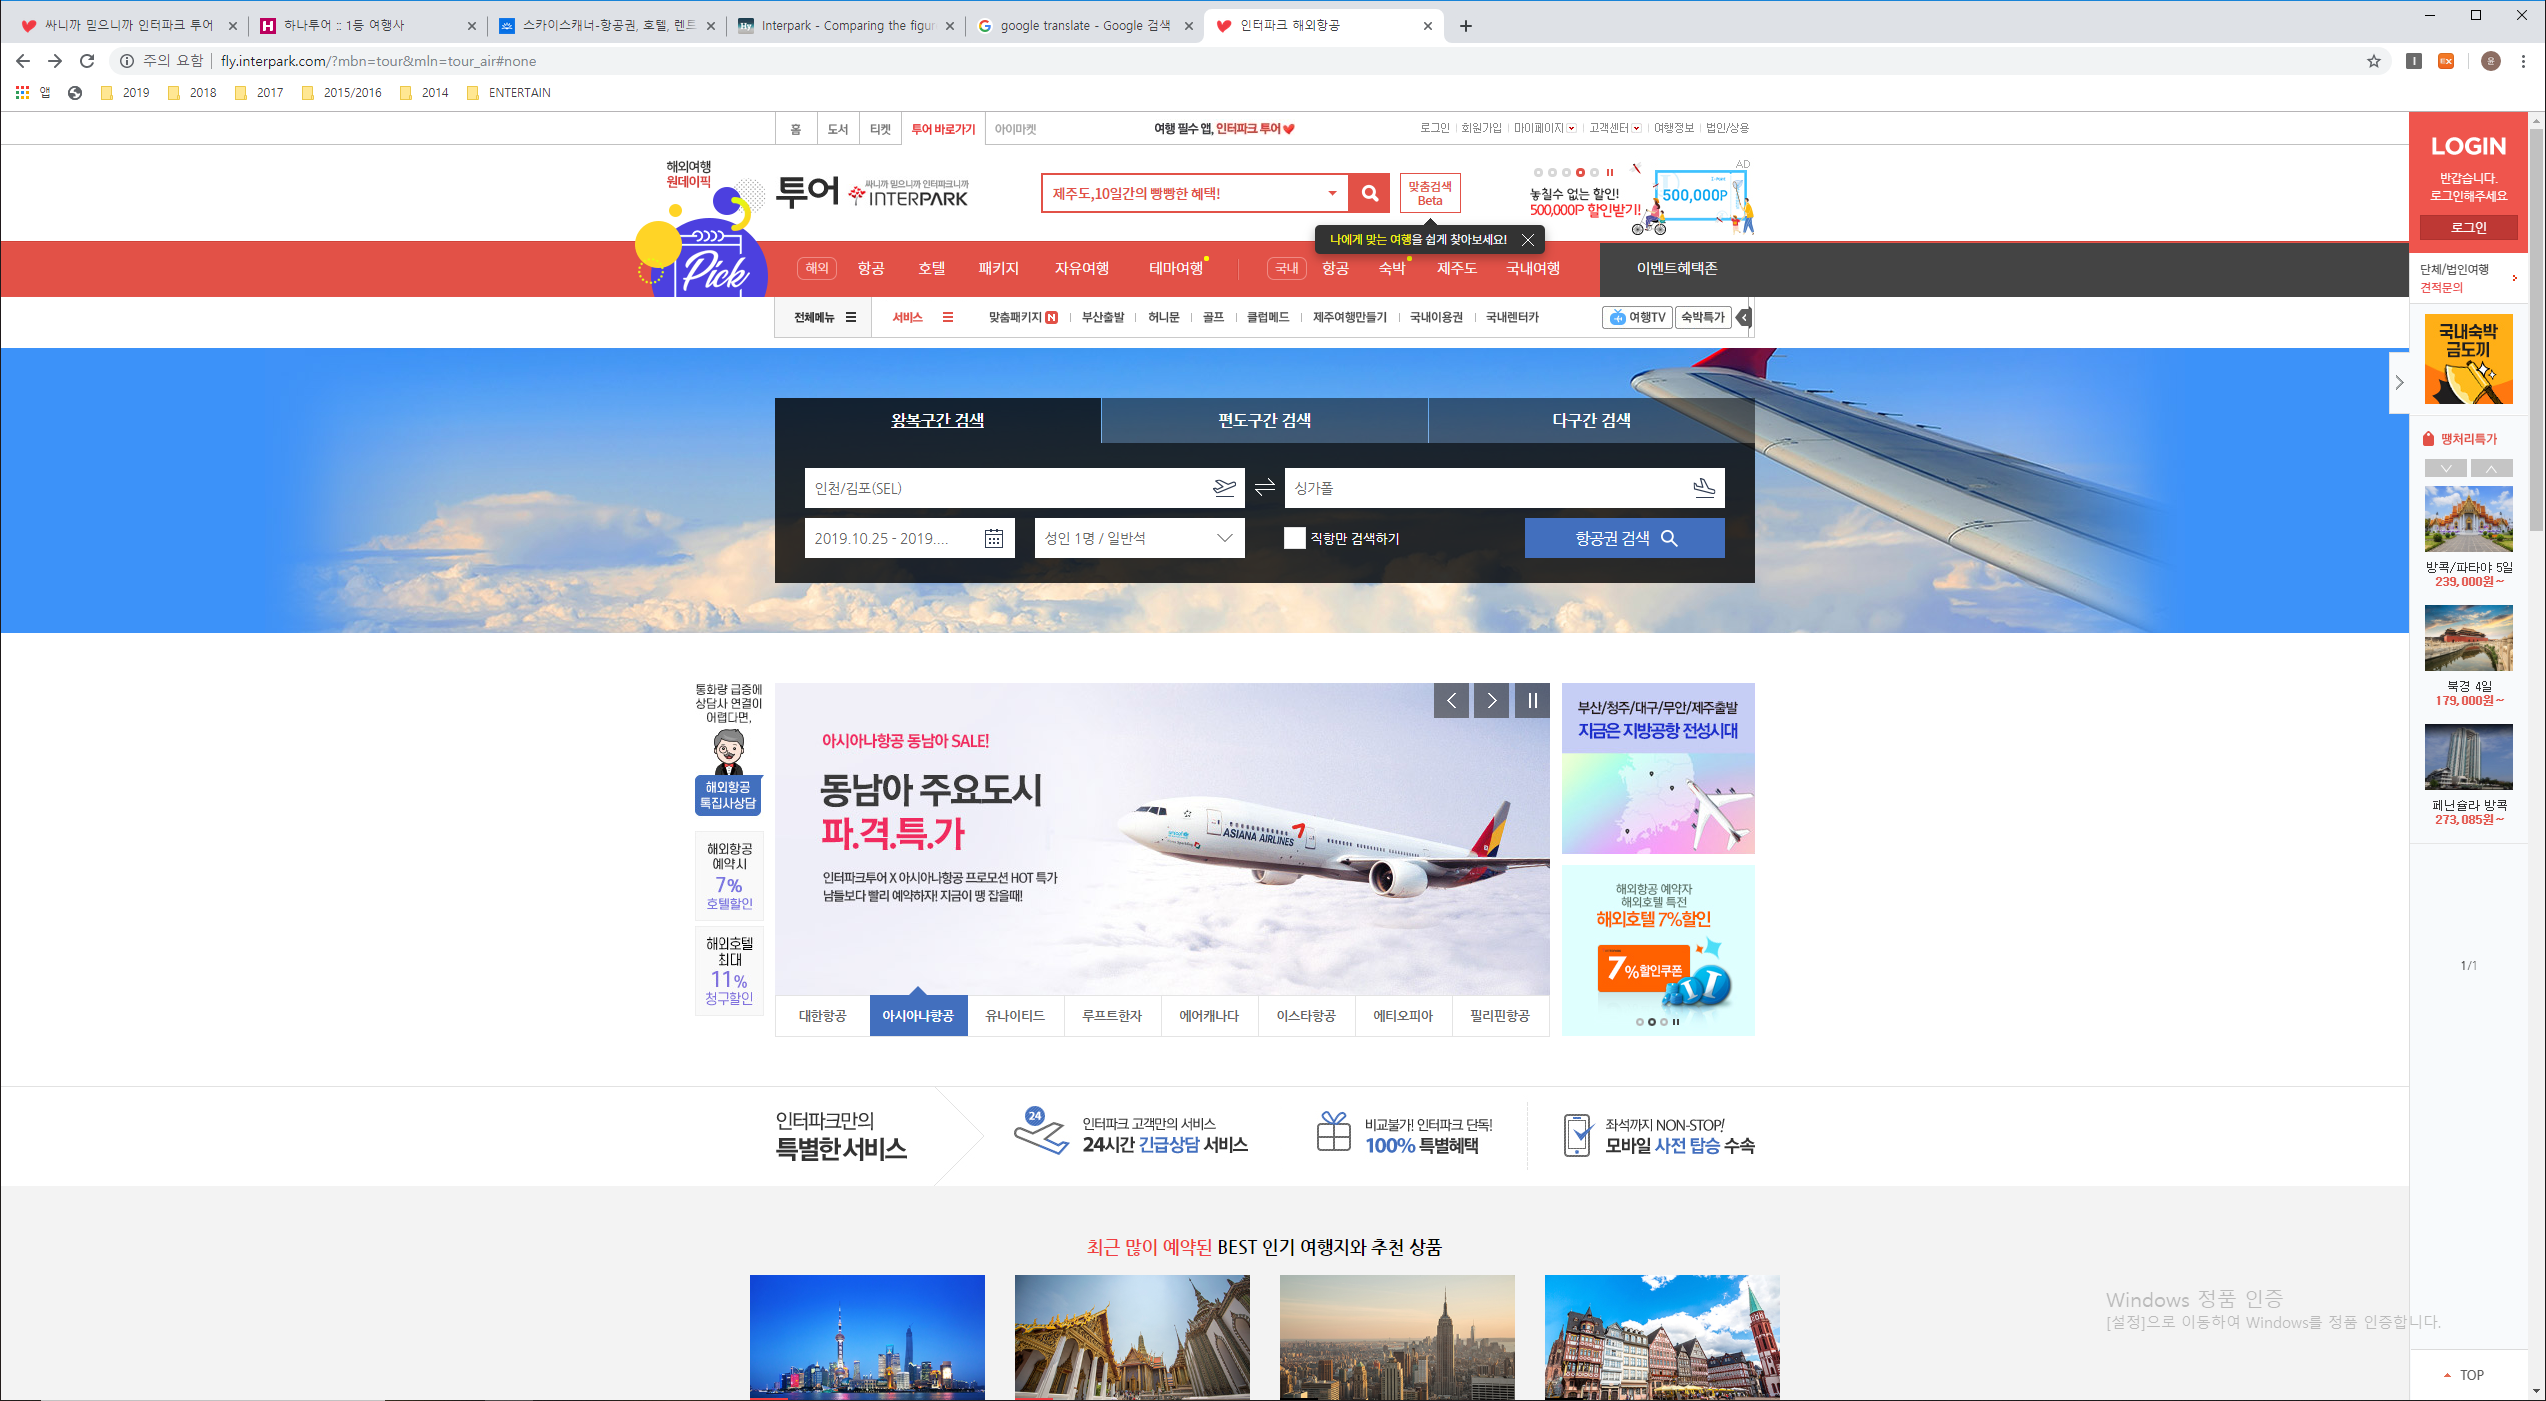 싸니까 믿으니까 인터파크 투어
하나투어 :: 1등 여행사
스카이스캐너-항공권, 호텔, 렌트
Interpark - Comparing the figur
google translate - Google 검색
인터파크 해외항공
주의 요함
fly.interpark.com/?mbn=tour&mln=tour_air#none
앱
2019
2018
2017
2015/2016
2014
ENTERTAIN
홈
도서
티켓
투어 바로가기
아이마켓
여행 필수 앱, 인터파크 투어
로그인
회원가입
마이페이지
고객센터
여행정보
법인/상용
해외여행
원데이픽
Pick
투어
싸니까 믿으니까 인터파크니까
INTERPARK
제주도,10일간의 빵빵한 혜택!
맞춤검색
Beta
AD
놓칠수 없는 할인!
500,000P 할인받기!
500,000P
나에게 맞는 여행을 쉽게 찾아보세요!
해외
항공
호텔
패키지
자유여행
테마여행
국내
항공
숙박
제주도
국내여행
이벤트혜택존
전체메뉴
서비스
맞춤패키지 N
부산출발
허니문
골프
클럽메드
제주여행만들기
국내이용권
국내렌터카
여행TV
숙박특가
왕복구간 검색
편도구간 검색
다구간 검색
인천/김포(SEL)
싱가폴
2019.10.25 - 2019....
성인 1명 / 일반석
직항만 검색하기
항공권 검색
통화량 급증에
상담사 연결이
어렵다면,
해외항공
톡집사상담
해외항공
예약시
7%
호텔할인
해외호텔
최대
11%
청구할인
아시아나항공 동남아 SALE!
동남아 주요도시
파.격.특.가
인터파크투어 X 아시아나항공 프로모션 HOT 특가
남들보다 빨리 예약하자! 지금이 땡 잡을때!
ASIANA AIRLINES
대한항공
아시아나항공
유나이티드
루프트한자
에어캐나다
이스타항공
에티오피아
필리핀항공
부산/청주/대구/무안/제주출발
지금은 지방공항 전성시대
해외항공 예약자
해외호텔 특전
해외호텔 7%할인
7%할인쿠폰
인터파크만의
특별한 서비스
24
인터파크 고객만의 서비스
24시간 긴급상담 서비스
비교불가! 인터파크 단독!
100% 특별혜택
좌석까지 NON-STOP!
모바일 사전 탑승 수속
최근 많이 예약된 BEST 인기 여행지와 추천 상품
LOGIN
반갑습니다.
로그인해주세요
로그인
단체/법인여행
견적문의
국내숙박
금도끼
땡처리특가
방콕/파타야 5일
239,000원~
북경 4일
179,000원~
페닌슐라 방콕
273,085원~
1/1
Windows 정품 인증
[설정]으로 이동하여 Windows를 정품 인증합니다.
TOP